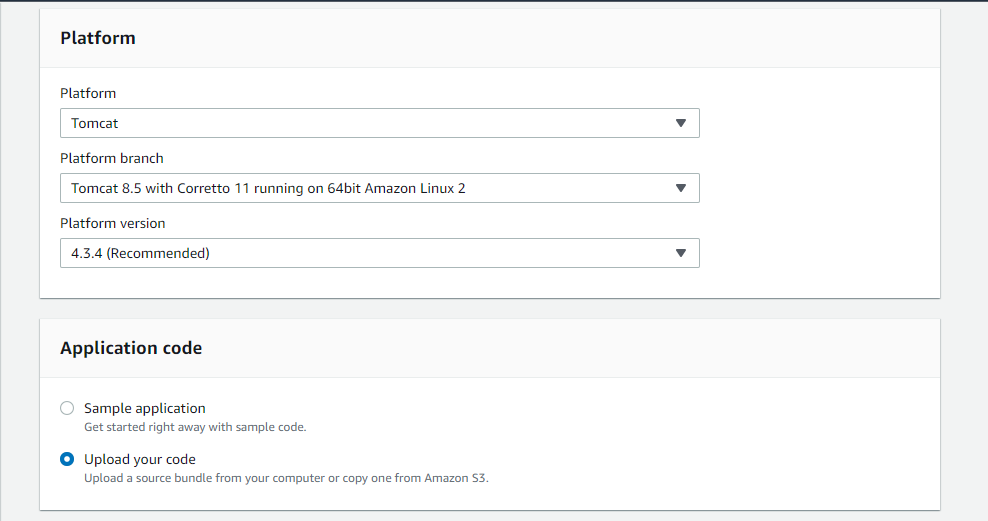 Platform
Platform
Tomcat
Platform branch
Tomcat 8.5 with Corretto 11 running on 64bit Amazon Linux 2
Platform version
4.3.4 (Recommended)
Application code
Sample application
Get started right away with sample code.
Upload your code
Upload a source bundle from your computer or copy one from Amazon S3.